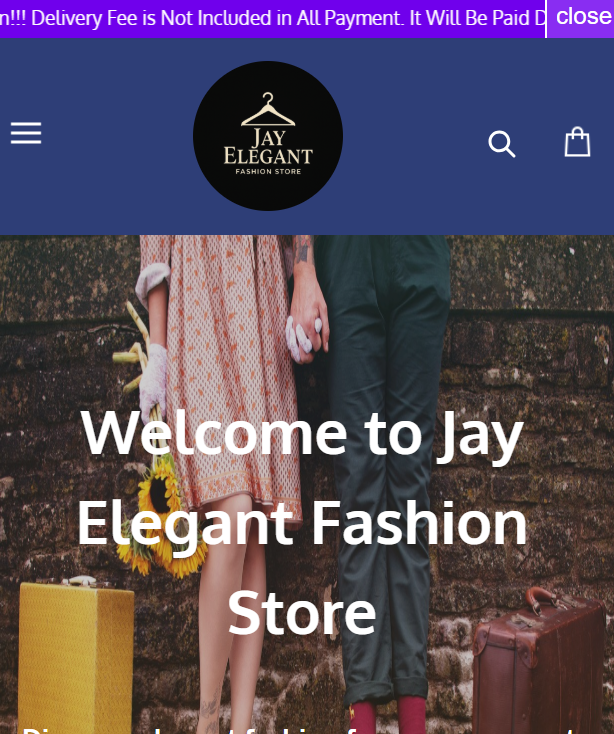 n!!! Delivery Fee is Not Included in All Payment. It Will Be Paid D
close
JAY
ELEGANT
FASHION STORE
Welcome to Jay
Elegant Fashion
Store